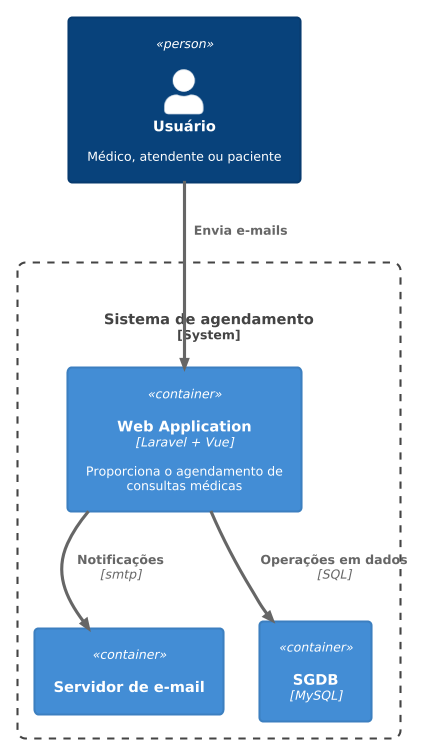 «person»
Usuário
Médico, atendente ou paciente
Envia e-mails
Sistema de agendamento
[System]
«container»
Web Application
[Laravel + Vue]
Proporciona o agendamento de
consultas médicas
Notificações
[smtp]
Operações em dados
[SQL]
«container»
Servidor de e-mail
«container»
SGDB
[MySQL]